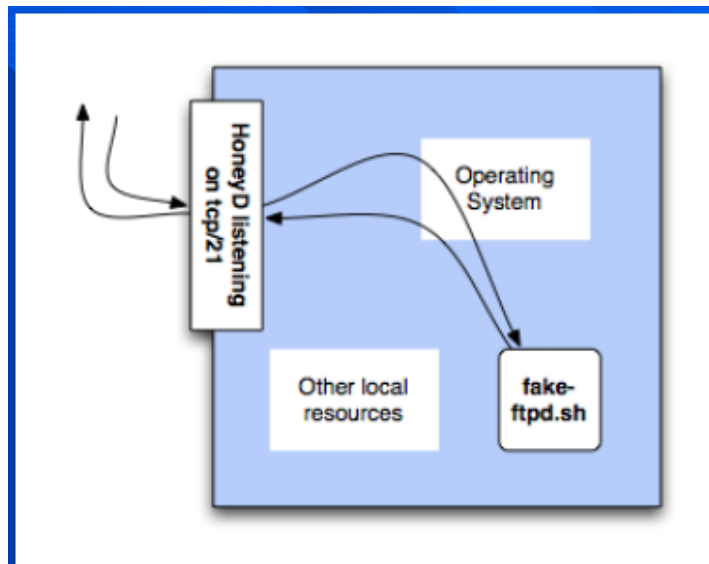 HoneyD listening
on tcp/21
Operating
System
Other local
resources
fake-
ftpd.sh